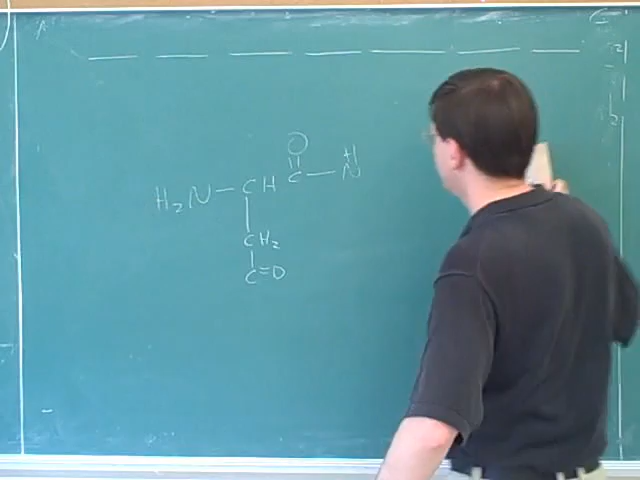 O
H
H₂N—CH C—N
CH₂
C=O